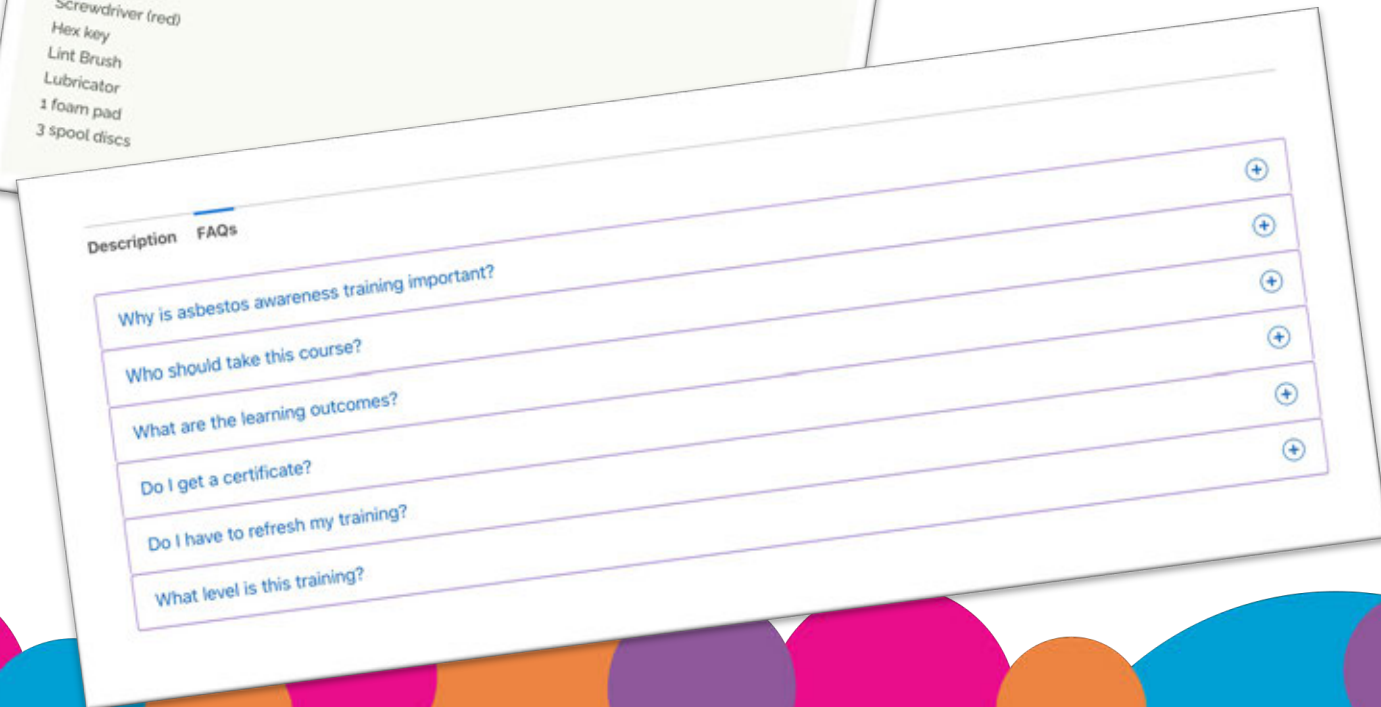 Screwdriver (red)
Hex key
Lint Brush
Lubricator
1 foam pad
3 spool discs
Description FAQs
Why is asbestos awareness training important?
Who should take this course?
What are the learning outcomes?
Do I get a certificate?
Do I have to refresh my training?
What level is this training?